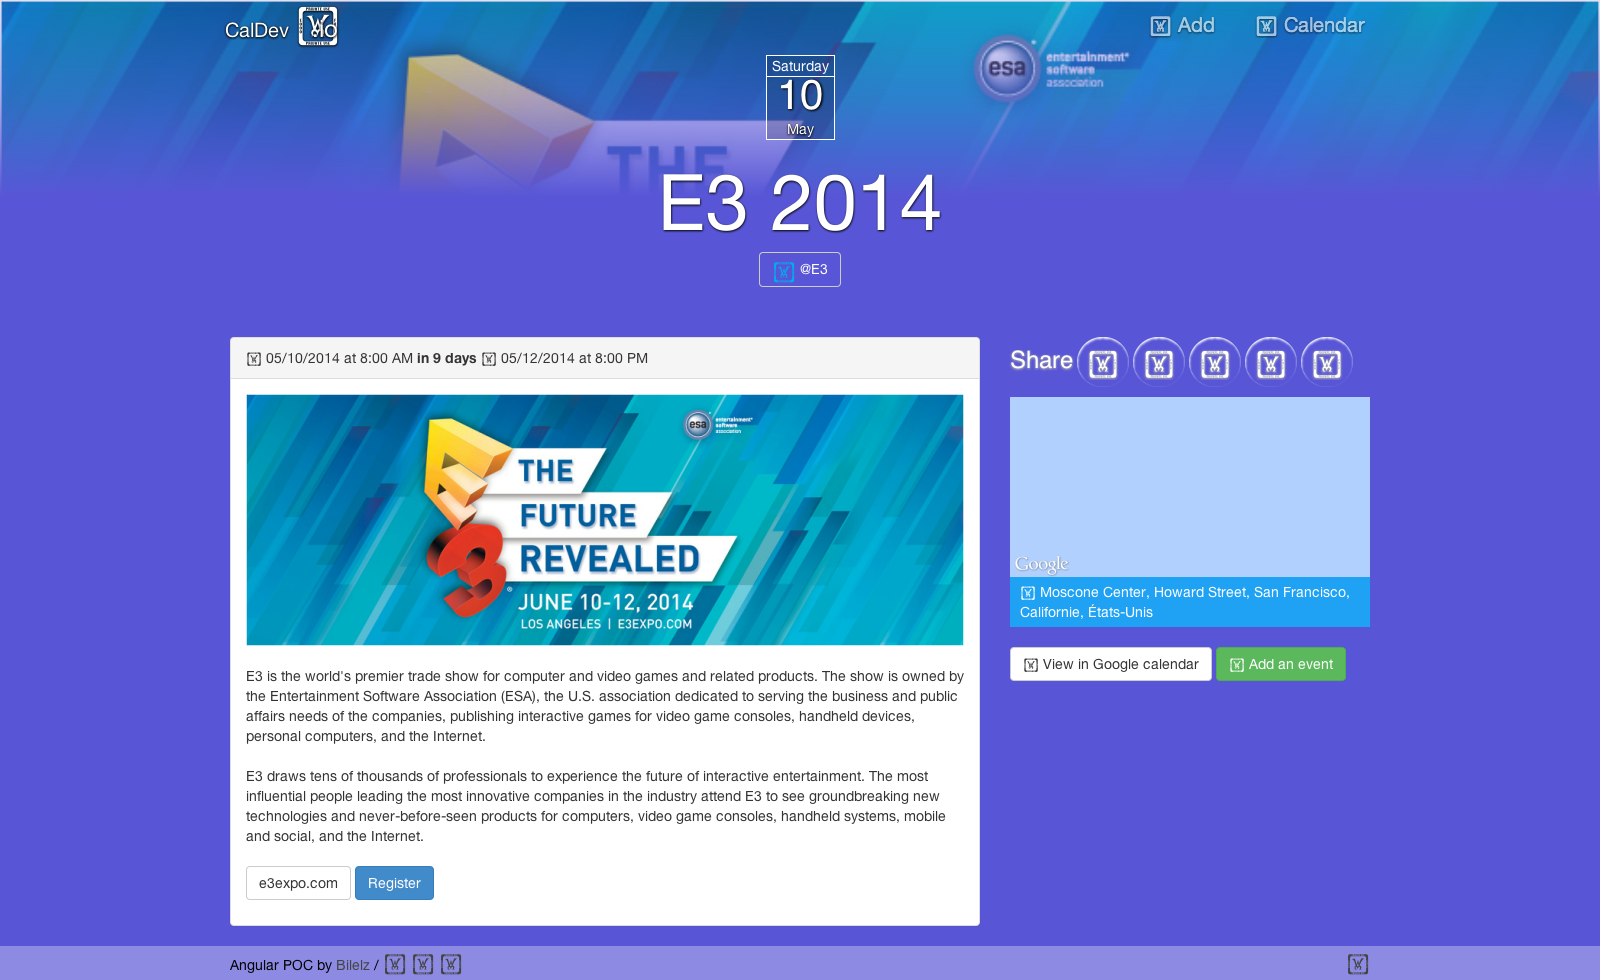 CalDev
Add
Calendar
esa
entertainment
software
association
Saturday
10
May
THE
E3 2014
@E3
05/10/2014 at 8:00 AM in 9 days 05/12/2014 at 8:00 PM
esa
entertainment
software
association
THE
FUTURE
REVEALED
E3
JUNE 10-12, 2014
LOS ANGELES | E3EXPO.COM
E3 is the world's premier trade show for computer and video games and related products. The show is owned by
the Entertainment Software Association (ESA), the U.S. association dedicated to serving the business and public
affairs needs of the companies, publishing interactive games for video game consoles, handheld devices,
personal computers, and the Internet.
E3 draws tens of thousands of professionals to experience the future of interactive entertainment. The most
influential people leading the most innovative companies in the industry attend E3 to see groundbreaking new
technologies and never-before-seen products for computers, video game consoles, handheld systems, mobile
and social, and the Internet.
e3expo.com Register
Share
Google
Moscone Center, Howard Street, San Francisco,
Californie, États-Unis
View in Google calendar Add an event
Angular POC by Bilelz /